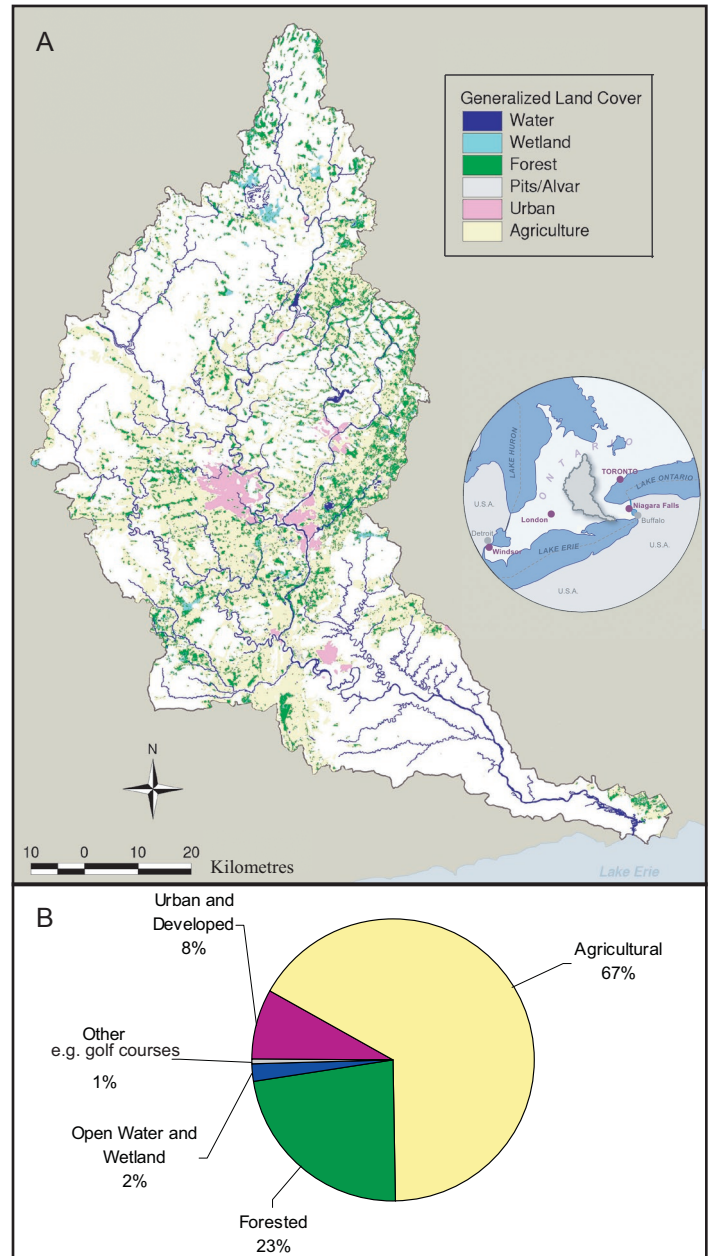 A
Generalized Land Cover
Water
Wetland
Forest
Pits/Alvar
Urban
Agriculture
LAKE HURON
ONTARIO
TORONTO
LAKE ONTARIO
U.S.A.
Niagara Falls
London
Buffalo
Detroit
Windsor
LAKE ERIE
U.S.A.
U.S.A.
N
10 0 10 20 Kilometres
Lake Erie
B
Urban and
Developed
8%
Agricultural
67%
Other
e.g. golf courses
1%
Open Water and
Wetland
2%
Forested
23%